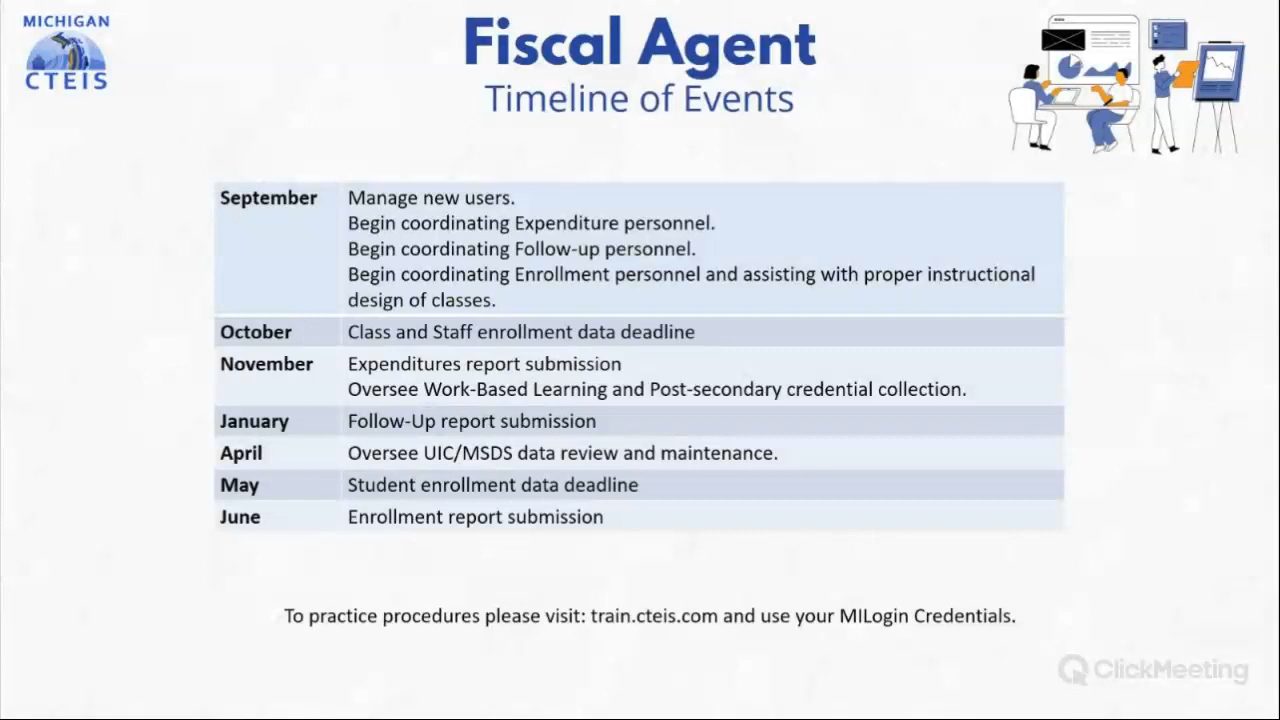 MICHIGAN
CTEIS
Fiscal Agent
Timeline of Events
September Manage new users.
Begin coordinating Expenditure personnel.
Begin coordinating Follow-up personnel.
Begin coordinating Enrollment personnel and assisting with proper instructional
design of classes.
October Class and Staff enrollment data deadline
November Expenditures report submission
Oversee Work-Based Learning and Post-secondary credential collection.
January Follow-Up report submission
April Oversee UIC/MSDS data review and maintenance.
May Student enrollment data deadline
June Enrollment report submission
To practice procedures please visit: train.cteis.com and use your MILogin Credentials.
ClickMeeting